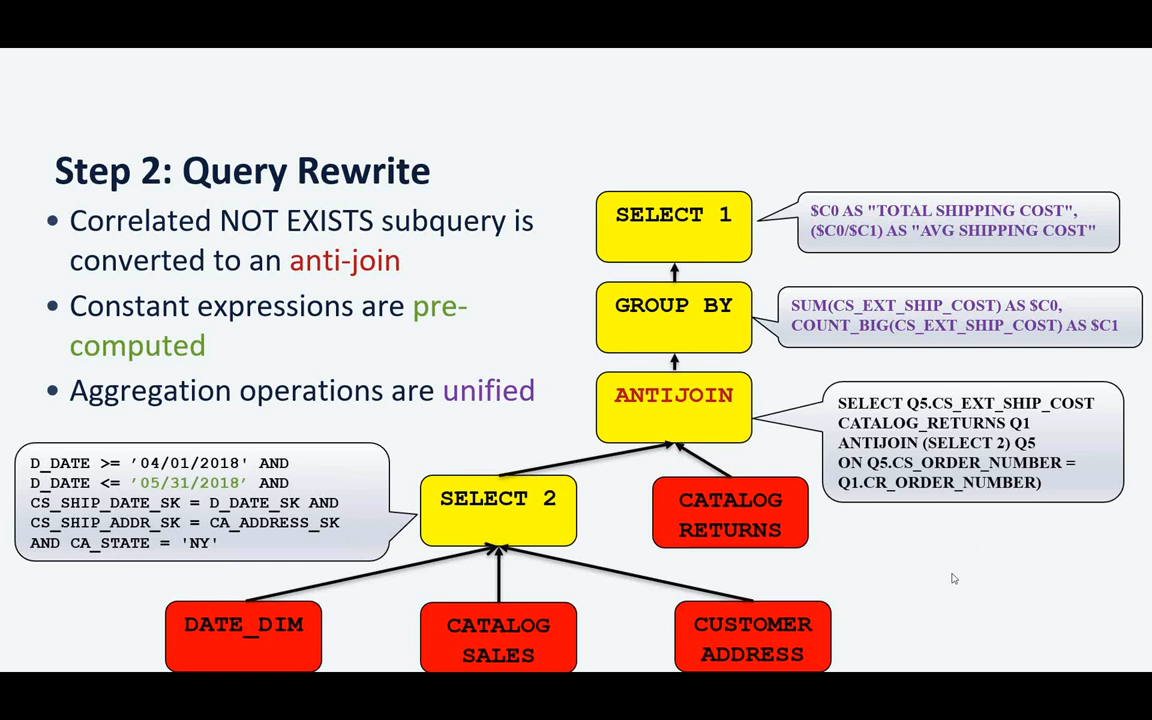 Step 2: Query Rewrite
• Correlated NOT EXISTS subquery is
converted to an anti-join
• Constant expressions are pre-
computed
• Aggregation operations are unified
SELECT 1
$C0 AS "TOTAL SHIPPING COST",
($C0/$C1) AS "AVG SHIPPING COST"
GROUP BY
SUM(CS_EXT_SHIP_COST) AS $C0,
COUNT_BIG(CS_EXT_SHIP_COST) AS $C1
ANTIJOIN
SELECT Q5.CS_EXT_SHIP_COST
CATALOG_RETURNS Q1
ANTIJOIN (SELECT 2) Q5
ON Q5.CS_ORDER_NUMBER =
Q1.CR_ORDER_NUMBER)
D_DATE >= ’04/01/2018' AND
D_DATE <= ’05/31/2018’ AND
CS_SHIP_DATE_SK = D_DATE_SK AND
CS_SHIP_ADDR_SK = CA_ADDRESS_SK
AND CA_STATE = 'NY'
SELECT 2
CATALOG
RETURNS
DATE_DIM
CATALOG
SALES
CUSTOMER
ADDRESS